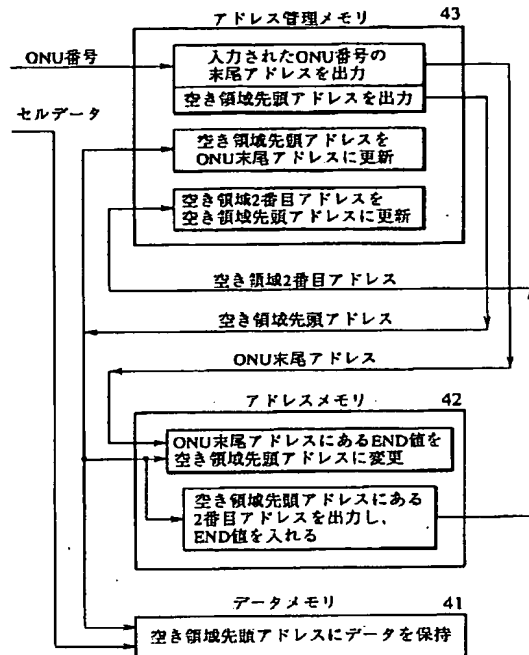 アドレス管理メモリ 43
ONU番号
入力されたONU番号の
末尾アドレスを出力
空き領域先頭アドレスを出力
セルデータ
空き領域先頭アドレスを
ONU末尾アドレスに更新
空き領域2番目アドレスを
空き領域先頭アドレスに更新
空き領域2番目アドレス
空き領域先頭アドレス
ONU末尾アドレス
アドレスメモリ 42
ONU末尾アドレスにあるEND値を
空き領域先頭アドレスに変更
空き領域先頭アドレスにある
2番目アドレスを出力し、
END値を入れる
データメモリ 41
空き領域先頭アドレスにデータを保持